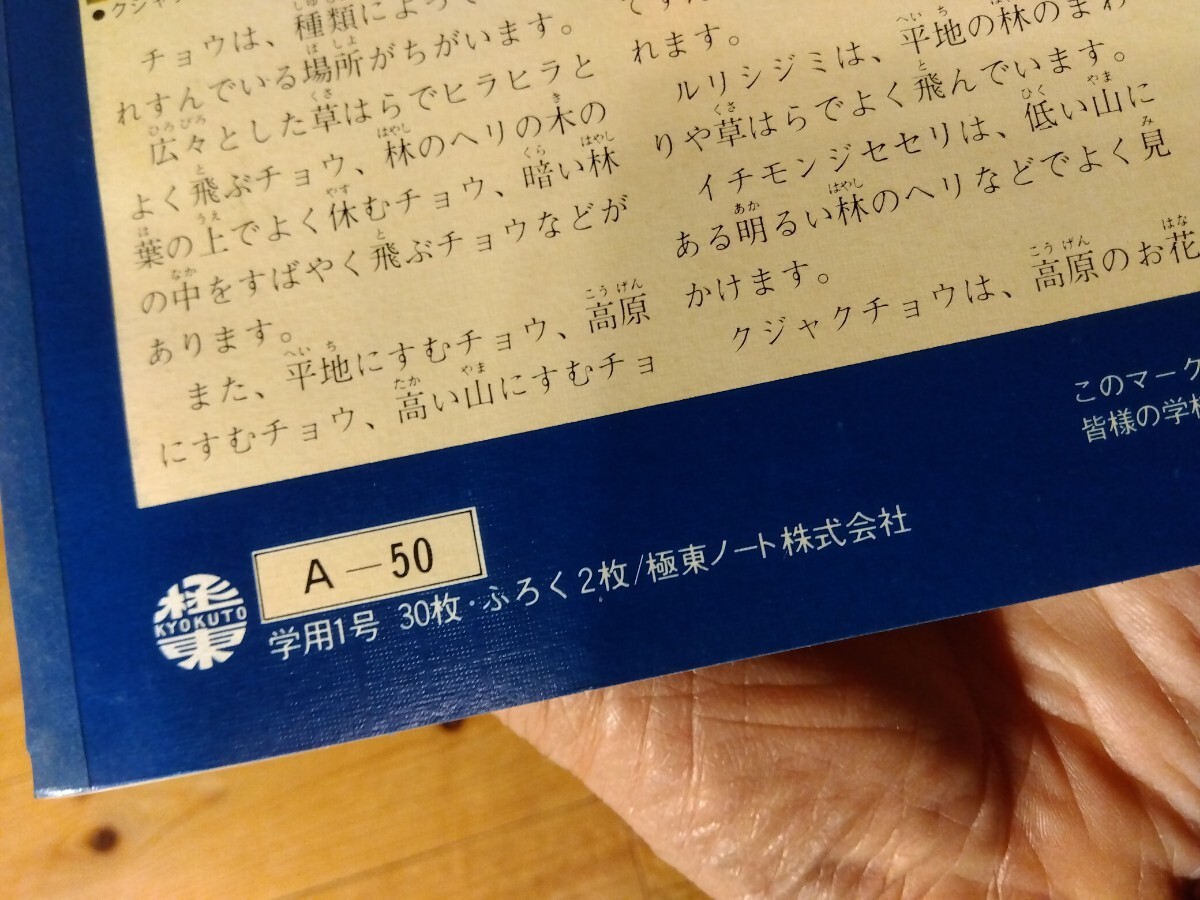 ●クジャク
チョウは、種類によって
れすんでいる場所がちがいます。
広々とした草はらでヒラヒラと
よく飛ぶチョウ、林のヘリの木の
葉の上でよく休むチョウ、暗い林
の中をすばやく飛ぶチョウなどが
あります。
また、平地にすむチョウ、高原
にすむチョウ、高い山にすむチョ
れます。
ルリシジミは、平地の林のまわ
りや草はらでよく飛んでいます。
イチモンジセセリは、低い山に
ある明るい林のヘリなどでよく見
かけます。
クジャクチョウは、高原のお花
このマーク
皆様の学校
A—50
極東
KYOKUTO
学用1号 30枚・ふろく2枚/極東ノート株式会社